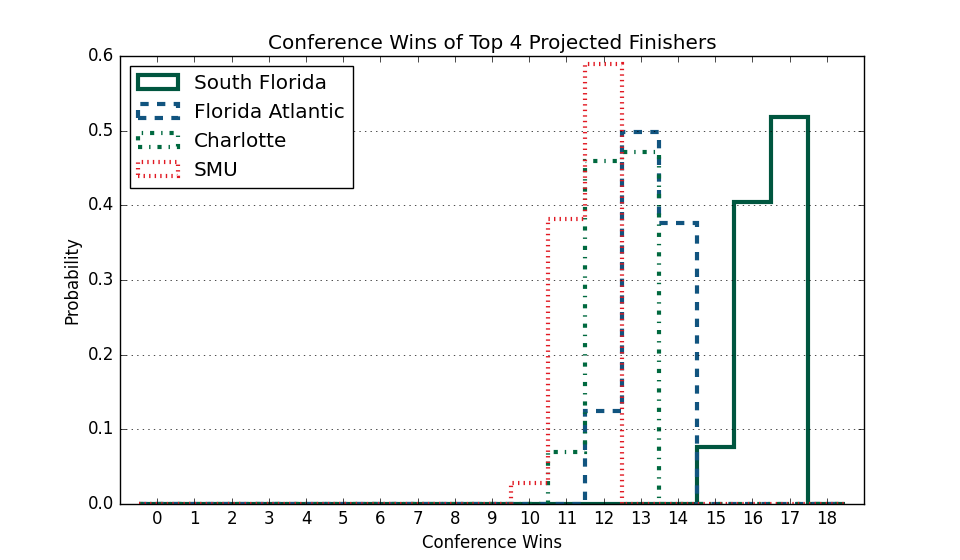 Conference Wins of Top 4 Projected Finishers
0.6
0.5
0.4
0.3
0.2
0.1
0.0
Probability
South Florida
Florida Atlantic
Charlotte
SMU
0 1 2 3 4 5 6 7 8 9 10 11 12 13 14 15 16 17 18
Conference Wins